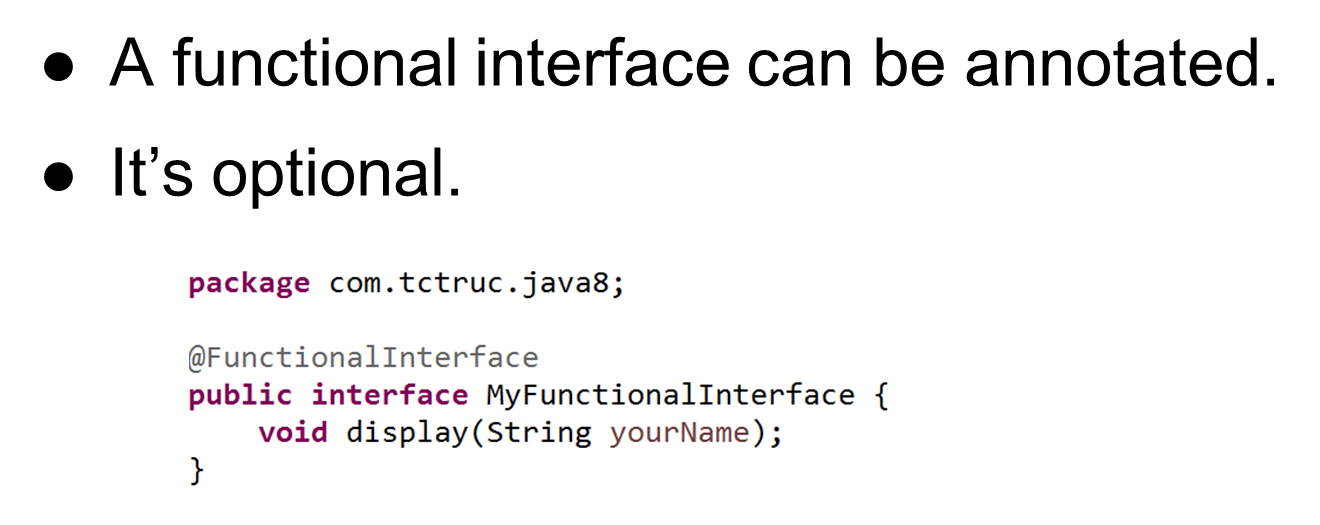 ● A functional interface can be annotated.
● It’s optional.
package com.tctruc.java8;
@FunctionalInterface
public interface MyFunctionalInterface {
    void display(String yourName);
}